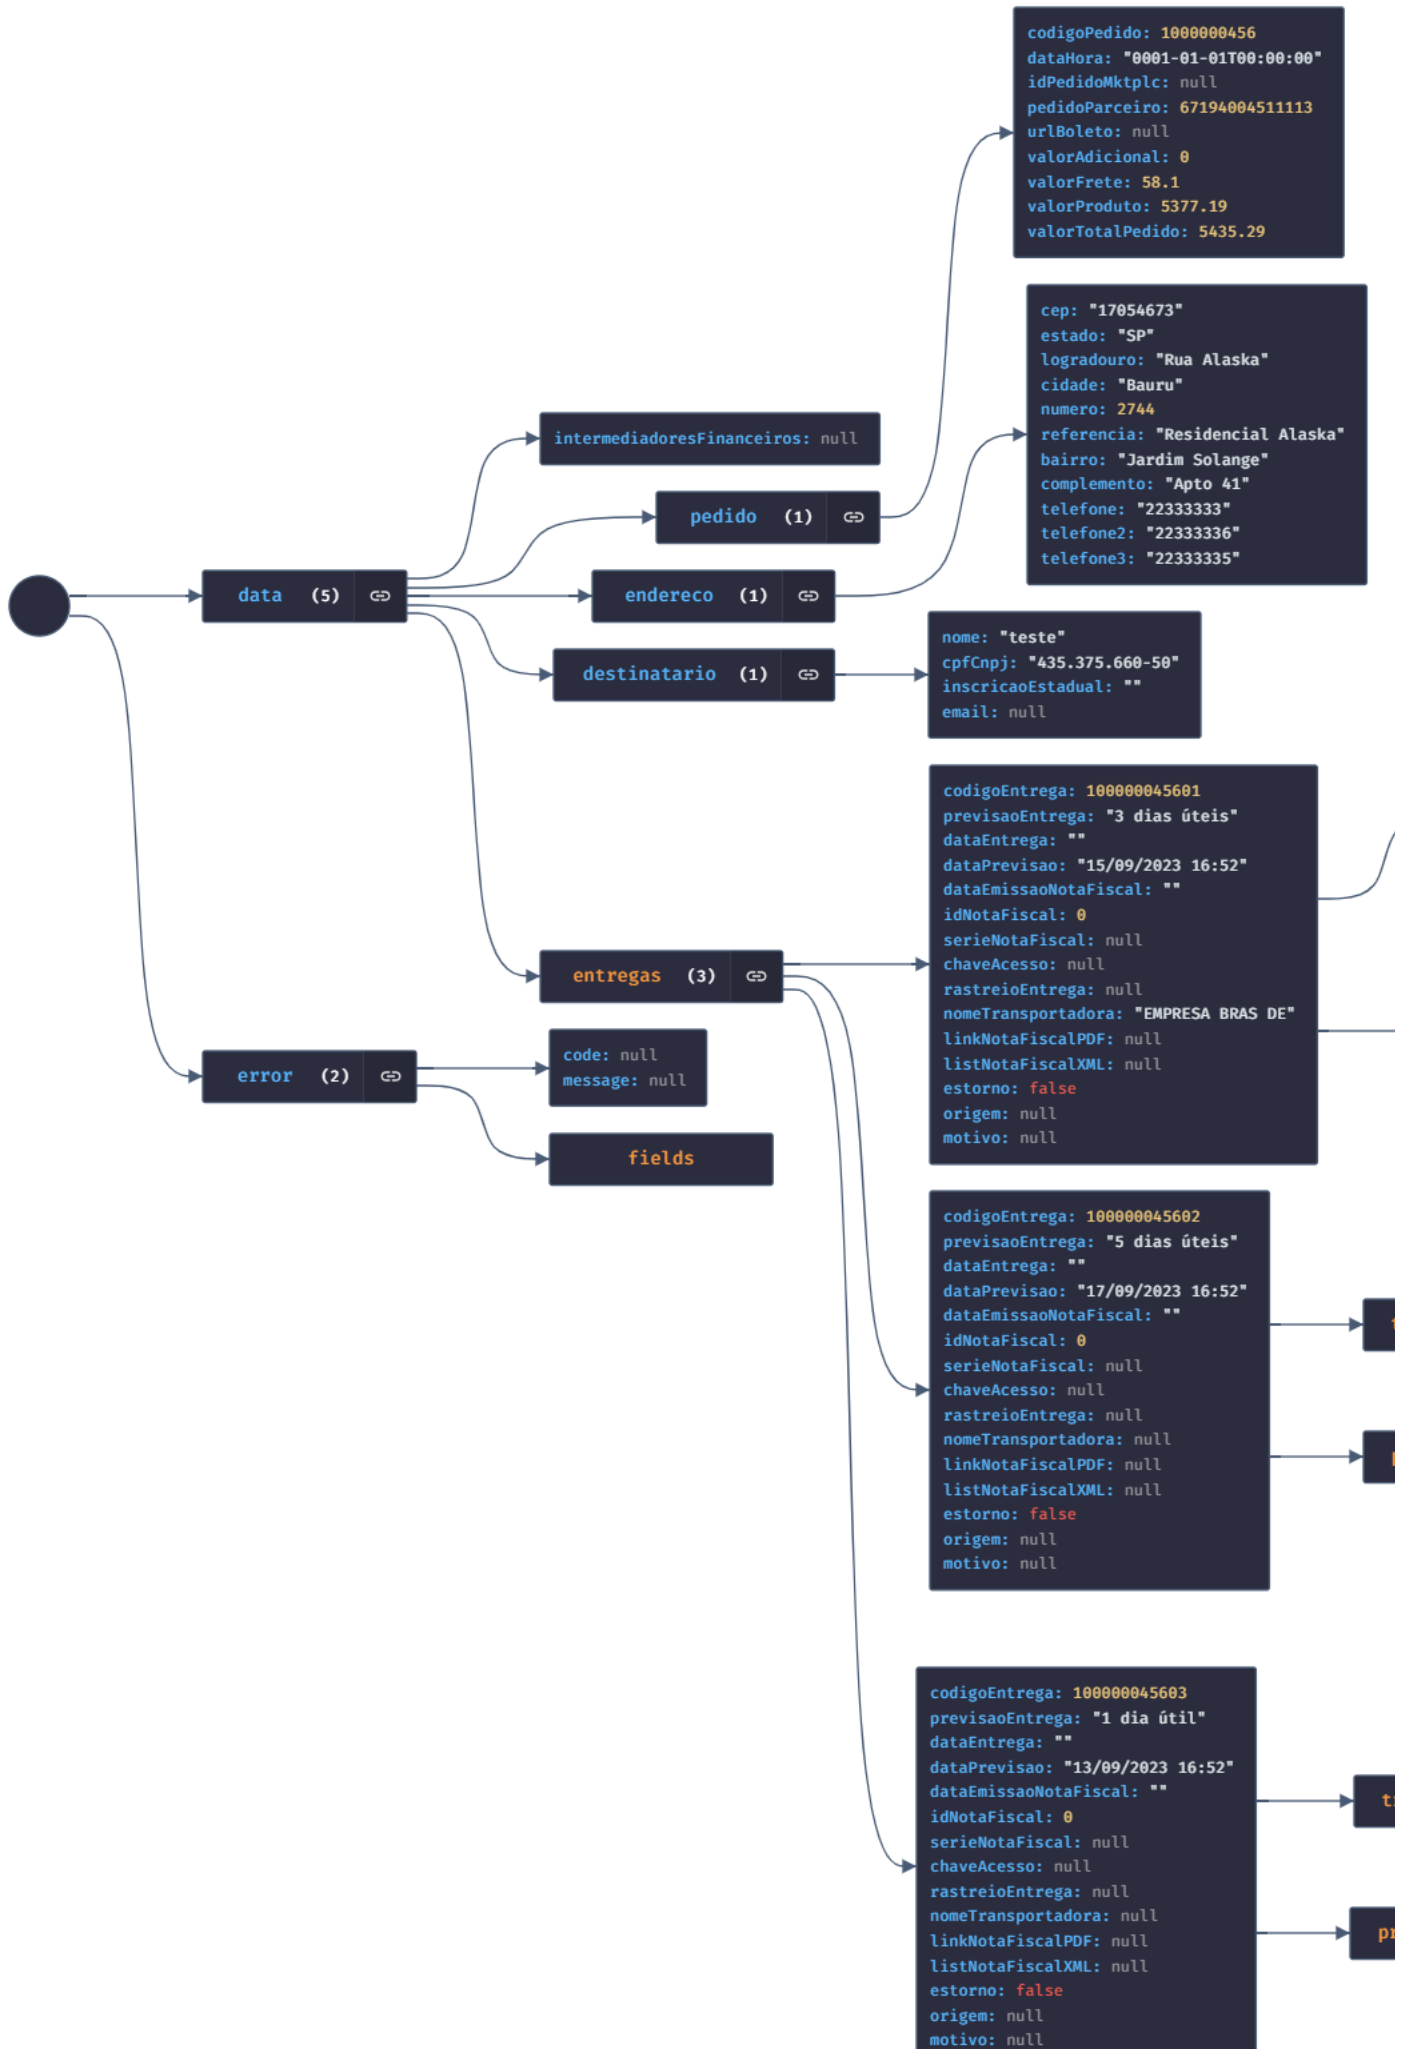 codigoPedido: 1000000456
dataHora: "0001-01-01T00:00:00"
idPedidoMktplc: null
pedidoParceiro: 67194004511113
urlBoleto: null
valorAdicional: 0
valorFrete: 58.1
valorProduto: 5377.19
valorTotalPedido: 5435.29
cep: "17054673"
estado: "SP"
logradouro: "Rua Alaska"
cidade: "Bauru"
numero: 2744
referencia: "Residencial Alaska"
bairro: "Jardim Solange"
complemento: "Apto 41"
telefone: "22333333"
telefone2: "22333336"
telefone3: "22333335"
intermediadoresFinanceiros: null
pedido (1)
data (5)
endereco (1)
destinatario (1)
nome: "teste"
cpfCnpj: "435.375.660-50"
inscricaoEstadual: ""
email: null
codigoEntrega: 100000045601
previsaoEntrega: "3 dias úteis"
dataEntrega: ""
dataPrevisao: "15/09/2023 16:52"
dataEmissaoNotaFiscal: ""
idNotaFiscal: 0
serieNotaFiscal: null
chaveAcesso: null
rastreioEntrega: null
nomeTransportadora: "EMPRESA BRAS DE"
linkNotaFiscalPDF: null
listNotaFiscalXML: null
estorno: false
origem: null
motivo: null
entregas (3)
error (2)
code: null
message: null
fields
codigoEntrega: 100000045602
previsaoEntrega: "5 dias úteis"
dataEntrega: ""
dataPrevisao: "17/09/2023 16:52"
dataEmissaoNotaFiscal: ""
idNotaFiscal: 0
serieNotaFiscal: null
chaveAcesso: null
rastreioEntrega: null
nomeTransportadora: null
linkNotaFiscalPDF: null
listNotaFiscalXML: null
estorno: false
origem: null
motivo: null
codigoEntrega: 100000045603
previsaoEntrega: "1 dia útil"
dataEntrega: ""
dataPrevisao: "13/09/2023 16:52"
dataEmissaoNotaFiscal: ""
idNotaFiscal: 0
serieNotaFiscal: null
chaveAcesso: null
rastreioEntrega: null
nomeTransportadora: null
linkNotaFiscalPDF: null
listNotaFiscalXML: null
estorno: false
origem: null
motivo: null